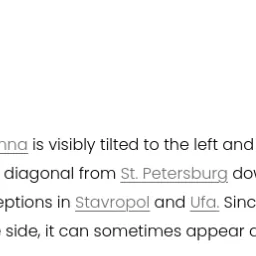 nna is visibly tilted to the left and
diagonal from St. Petersburg dow
eptions in Stavropol and Ufa. Sinc
side, it can sometimes appear